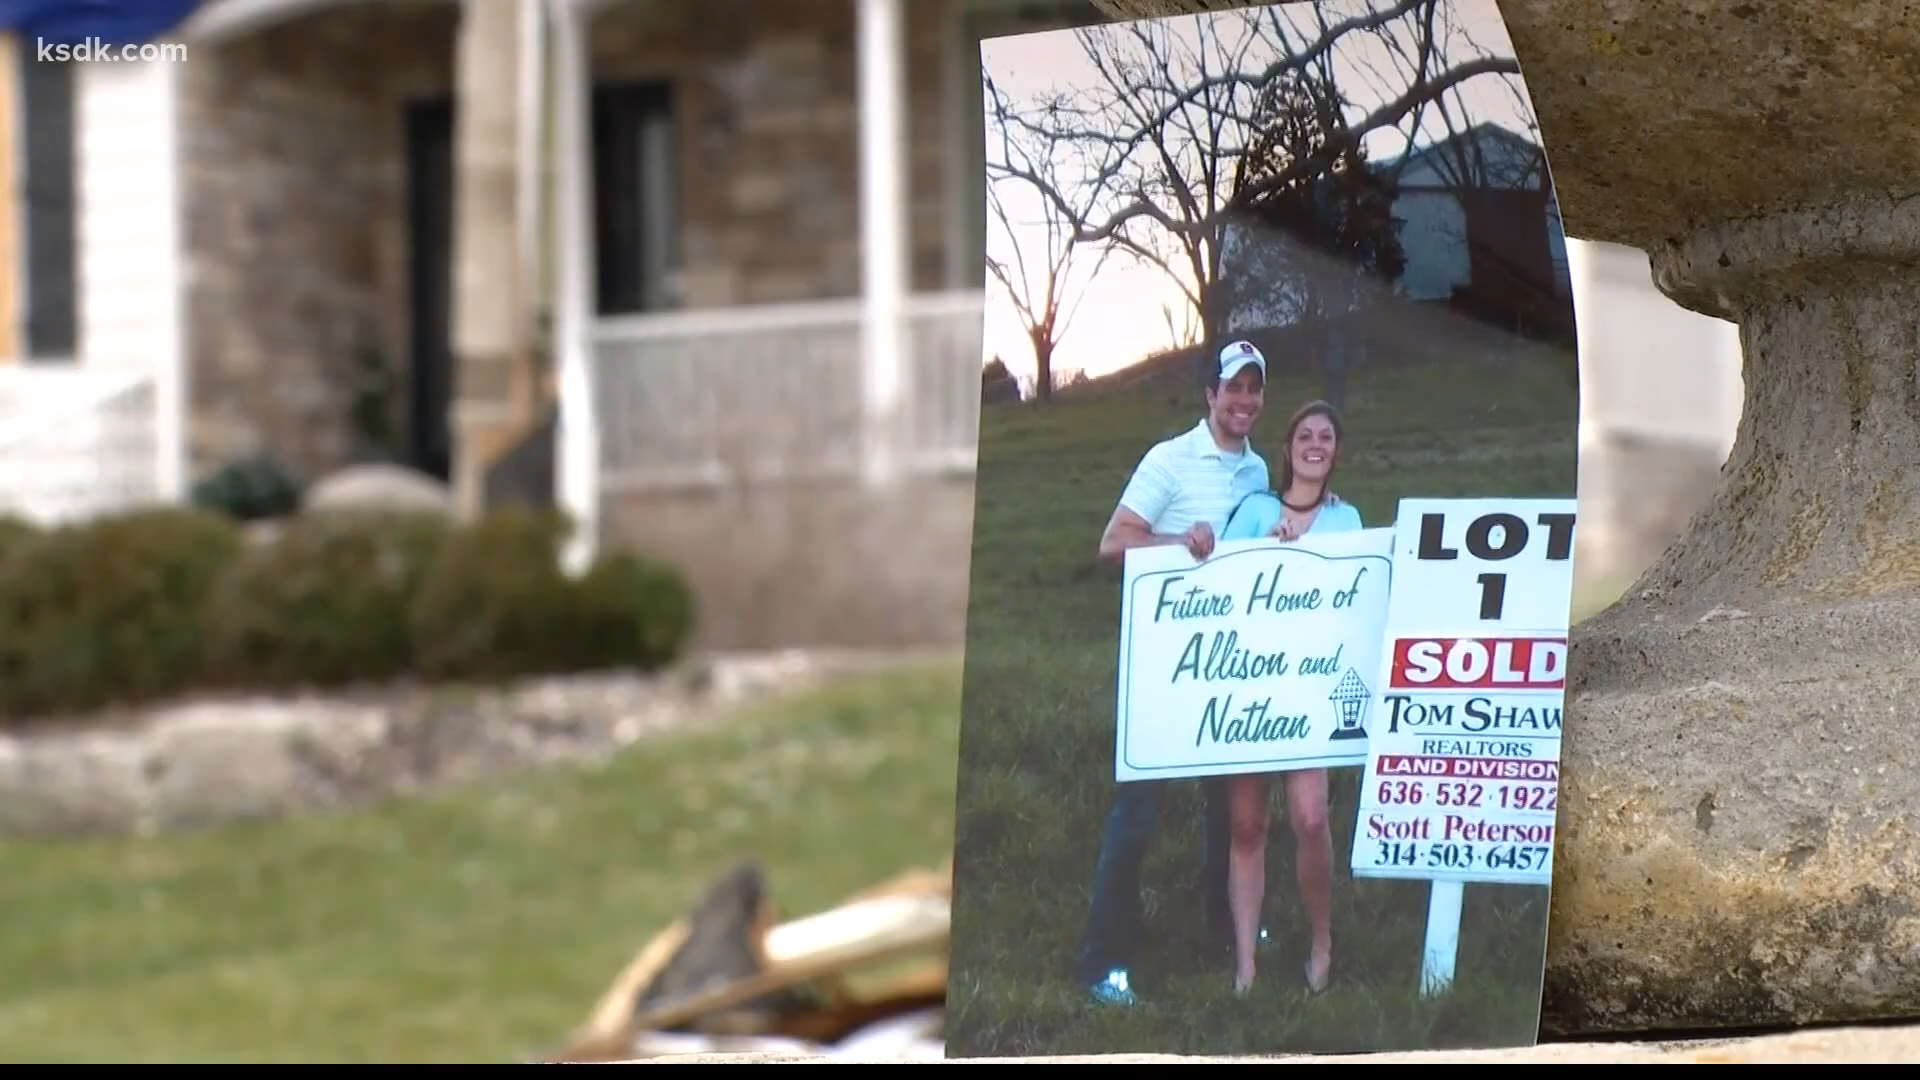 ksdk.com
Future Home of
Allison and
Nathan
LOT
1
SOLD
TOM SHAW
REALTORS
LAND DIVISION
636·532·1922
Scott Peterson
314·503·6457